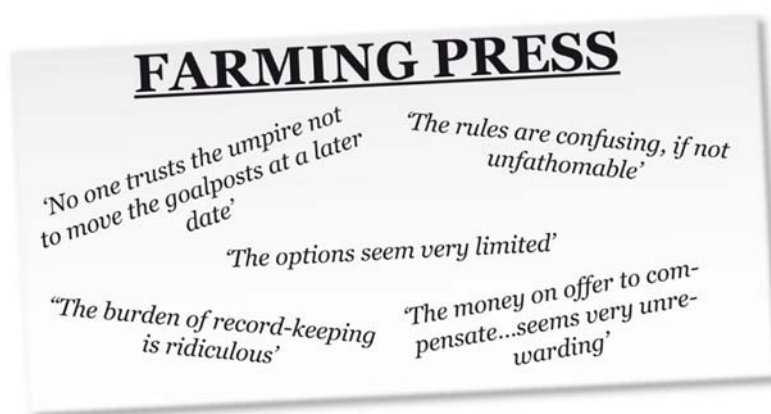 FARMING PRESS
‘No one trusts the umpire not
to move the goalposts at a later
date’
‘The rules are confusing, if not
unfathomable’
‘The options seem very limited’
“The burden of record-keeping
is ridiculous’
‘The money on offer to com-
pensate...seems very unre-
warding’